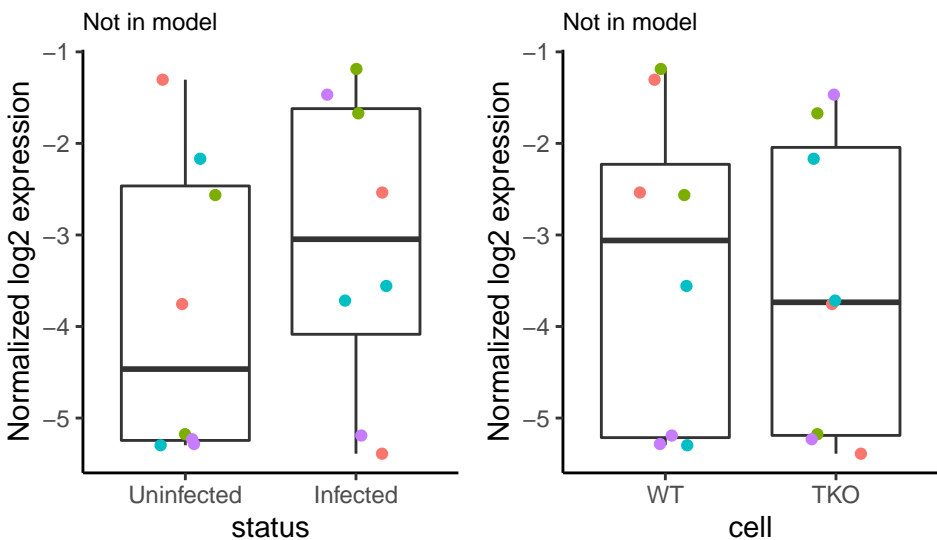 Not in model
Normalized log2 expression
−1
−2
−3
−4
−5
Uninfected
Infected
status
Not in model
Normalized log2 expression
−1
−2
−3
−4
−5
WT
TKO
cell